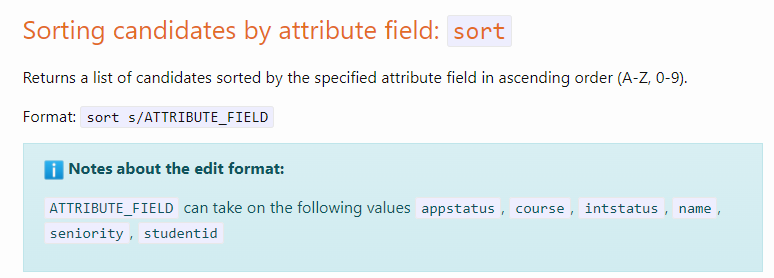 Sorting candidates by attribute field: sort
Returns a list of candidates sorted by the specified attribute field in ascending order (A-Z, 0-9).
Format: sort s/ATTRIBUTE_FIELD
i Notes about the edit format:
ATTRIBUTE_FIELD can take on the following values appstatus, course, intstatus, name,
seniority, studentid